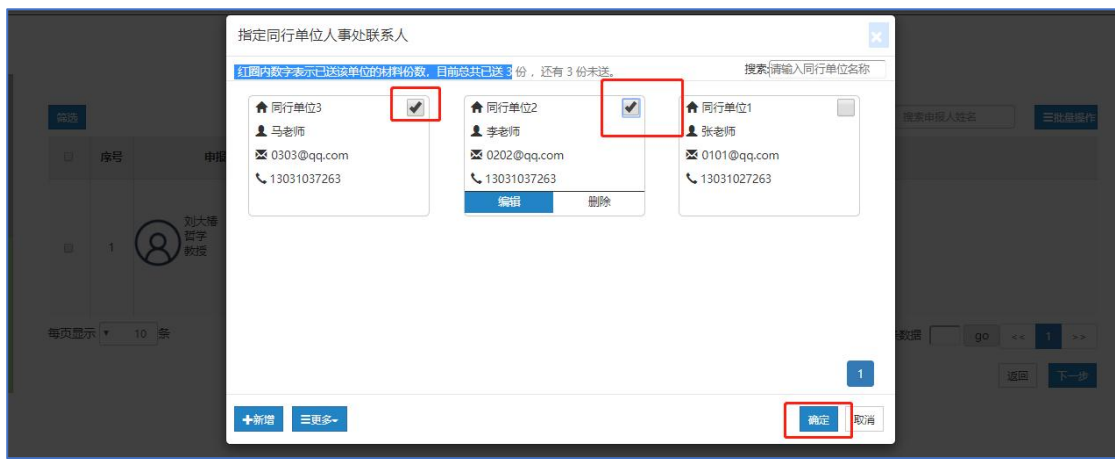 指定同行单位人事处联系人
红圈内数字表示已送该单位的材料份数，目前总共已送 3 份，还有 3 份未送。
搜索:请输入同行单位名称
同行单位3
马老师
0303@qq.com
13031037263
同行单位2
李老师
0202@qq.com
13031037263
编辑 删除
同行单位1
张老师
0101@qq.com
13031027263
筛选
搜索申报人姓名
批量操作
序号
申报
1
刘大椿
哲学
教授
每页显示 10 条
数据 go << 1 >>
返回 下一步
1
新增 更多
确定 取消